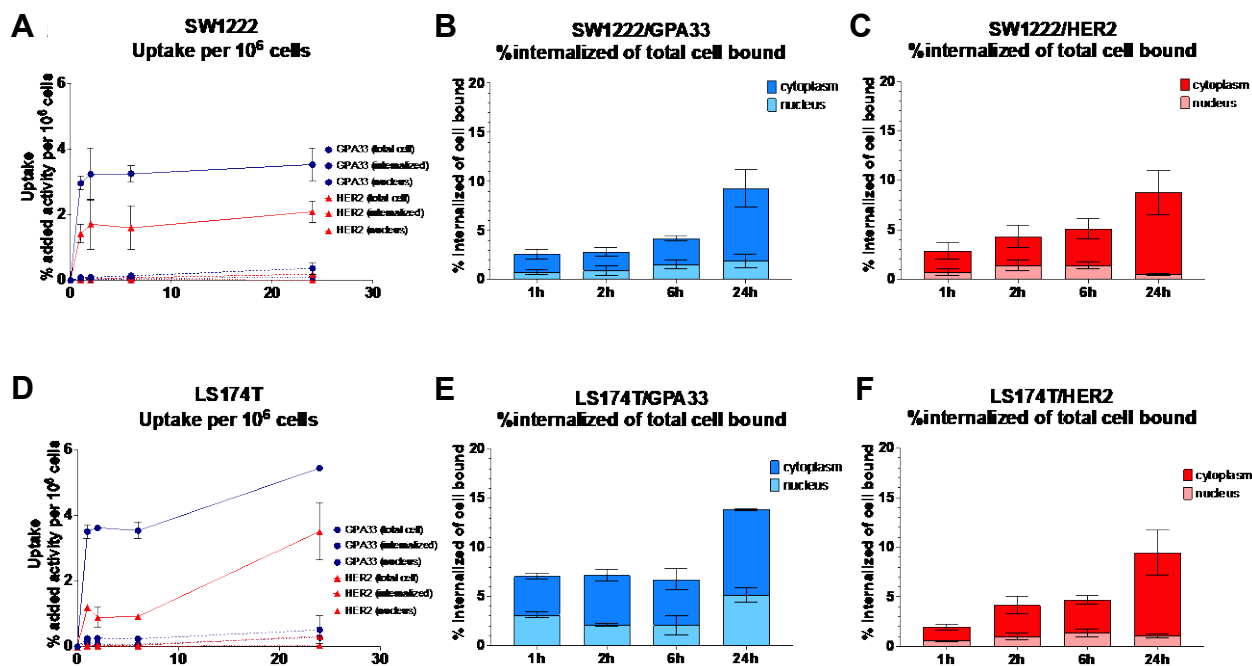 A
SW1222
Uptake per 10⁶ cells
Uptake
% added activity per 10⁶ cells
6
4
2
0
0
10
20
30
GPA33 (total cell)
GPA33 (internalized)
GPA33 (nucleus)
HER2 (total cell)
HER2 (internalized)
HER2 (nucleus)
B
SW1222/GPA33
%internalized of total cell bound
% internalized of cell bound
20
15
10
5
0
1h
2h
6h
24h
cytoplasm
nucleus
C
SW1222/HER2
%internalized of total cell bound
% internalized of cell bound
20
15
10
5
0
1h
2h
6h
24h
cytoplasm
nucleus
D
LS174T
Uptake per 10⁶ cells
Uptake
% added activity per 10⁶ cells
6
4
2
0
0
10
20
30
GPA33 (total cell)
GPA33 (internalized)
GPA33 (nucleus)
HER2 (total cell)
HER2 (internalized)
HER2 (nucleus)
E
LS174T/GPA33
%internalized of total cell bound
% internalized of cell bound
20
15
10
5
0
1h
2h
6h
24h
cytoplasm
nucleus
F
LS174T/HER2
%internalized of total cell bound
% internalized of cell bound
20
15
10
5
0
1h
2h
6h
24h
cytoplasm
nucleus